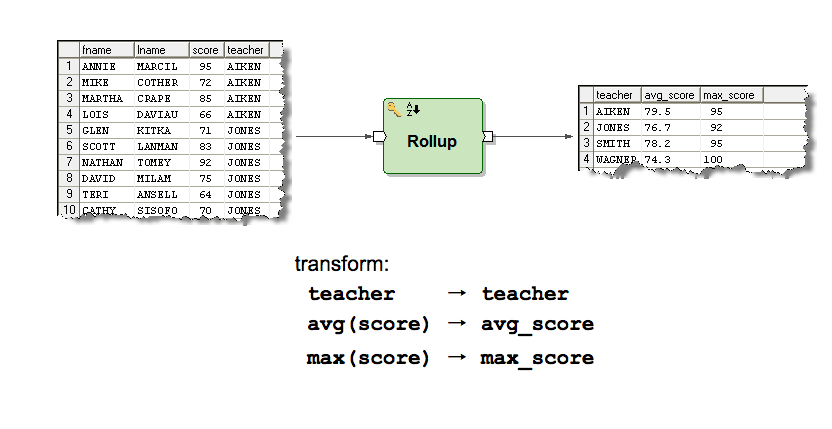 fname lname score teacher
1 ANNIE MARCIL 95 AIKEN
2 MIKE COTHER 72 AIKEN
3 MARTHA CRAPE 85 AIKEN
4 LOIS DAVIAU 66 AIKEN
5 GLEN KITKA 71 JONES
6 SCOTT LANMAN 83 JONES
7 NATHAN TOMEY 92 JONES
8 DAVID MILAM 75 JONES
9 TERI ANSELL 64 JONES
10 CATHY SISOFO 70 JONES
A
Z
Rollup
teacher avg_score max_score
1 AIKEN 79.5 95
2 JONES 76.7 92
3 SMITH 78.2 95
4 WAGNER 74.3 100
transform:
teacher → teacher
avg(score) → avg_score
max(score) → max_score